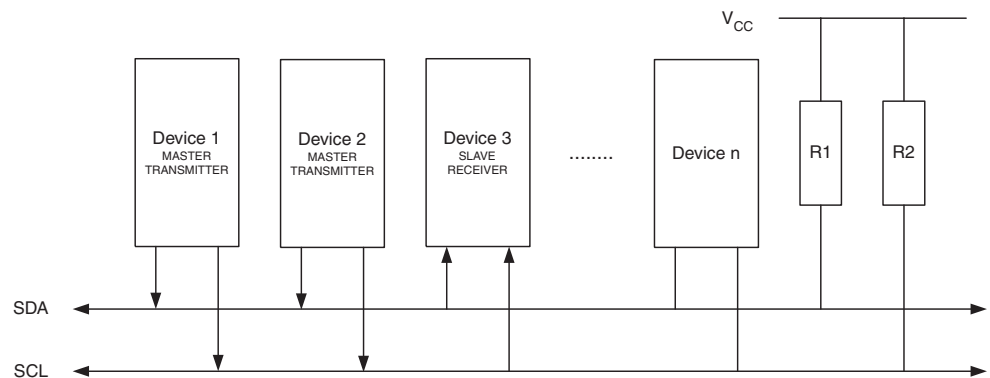 V_CC
Device 1
MASTER
TRANSMITTER
Device 2
MASTER
TRANSMITTER
Device 3
SLAVE
RECEIVER
........
Device n
R1
R2
SDA
SCL